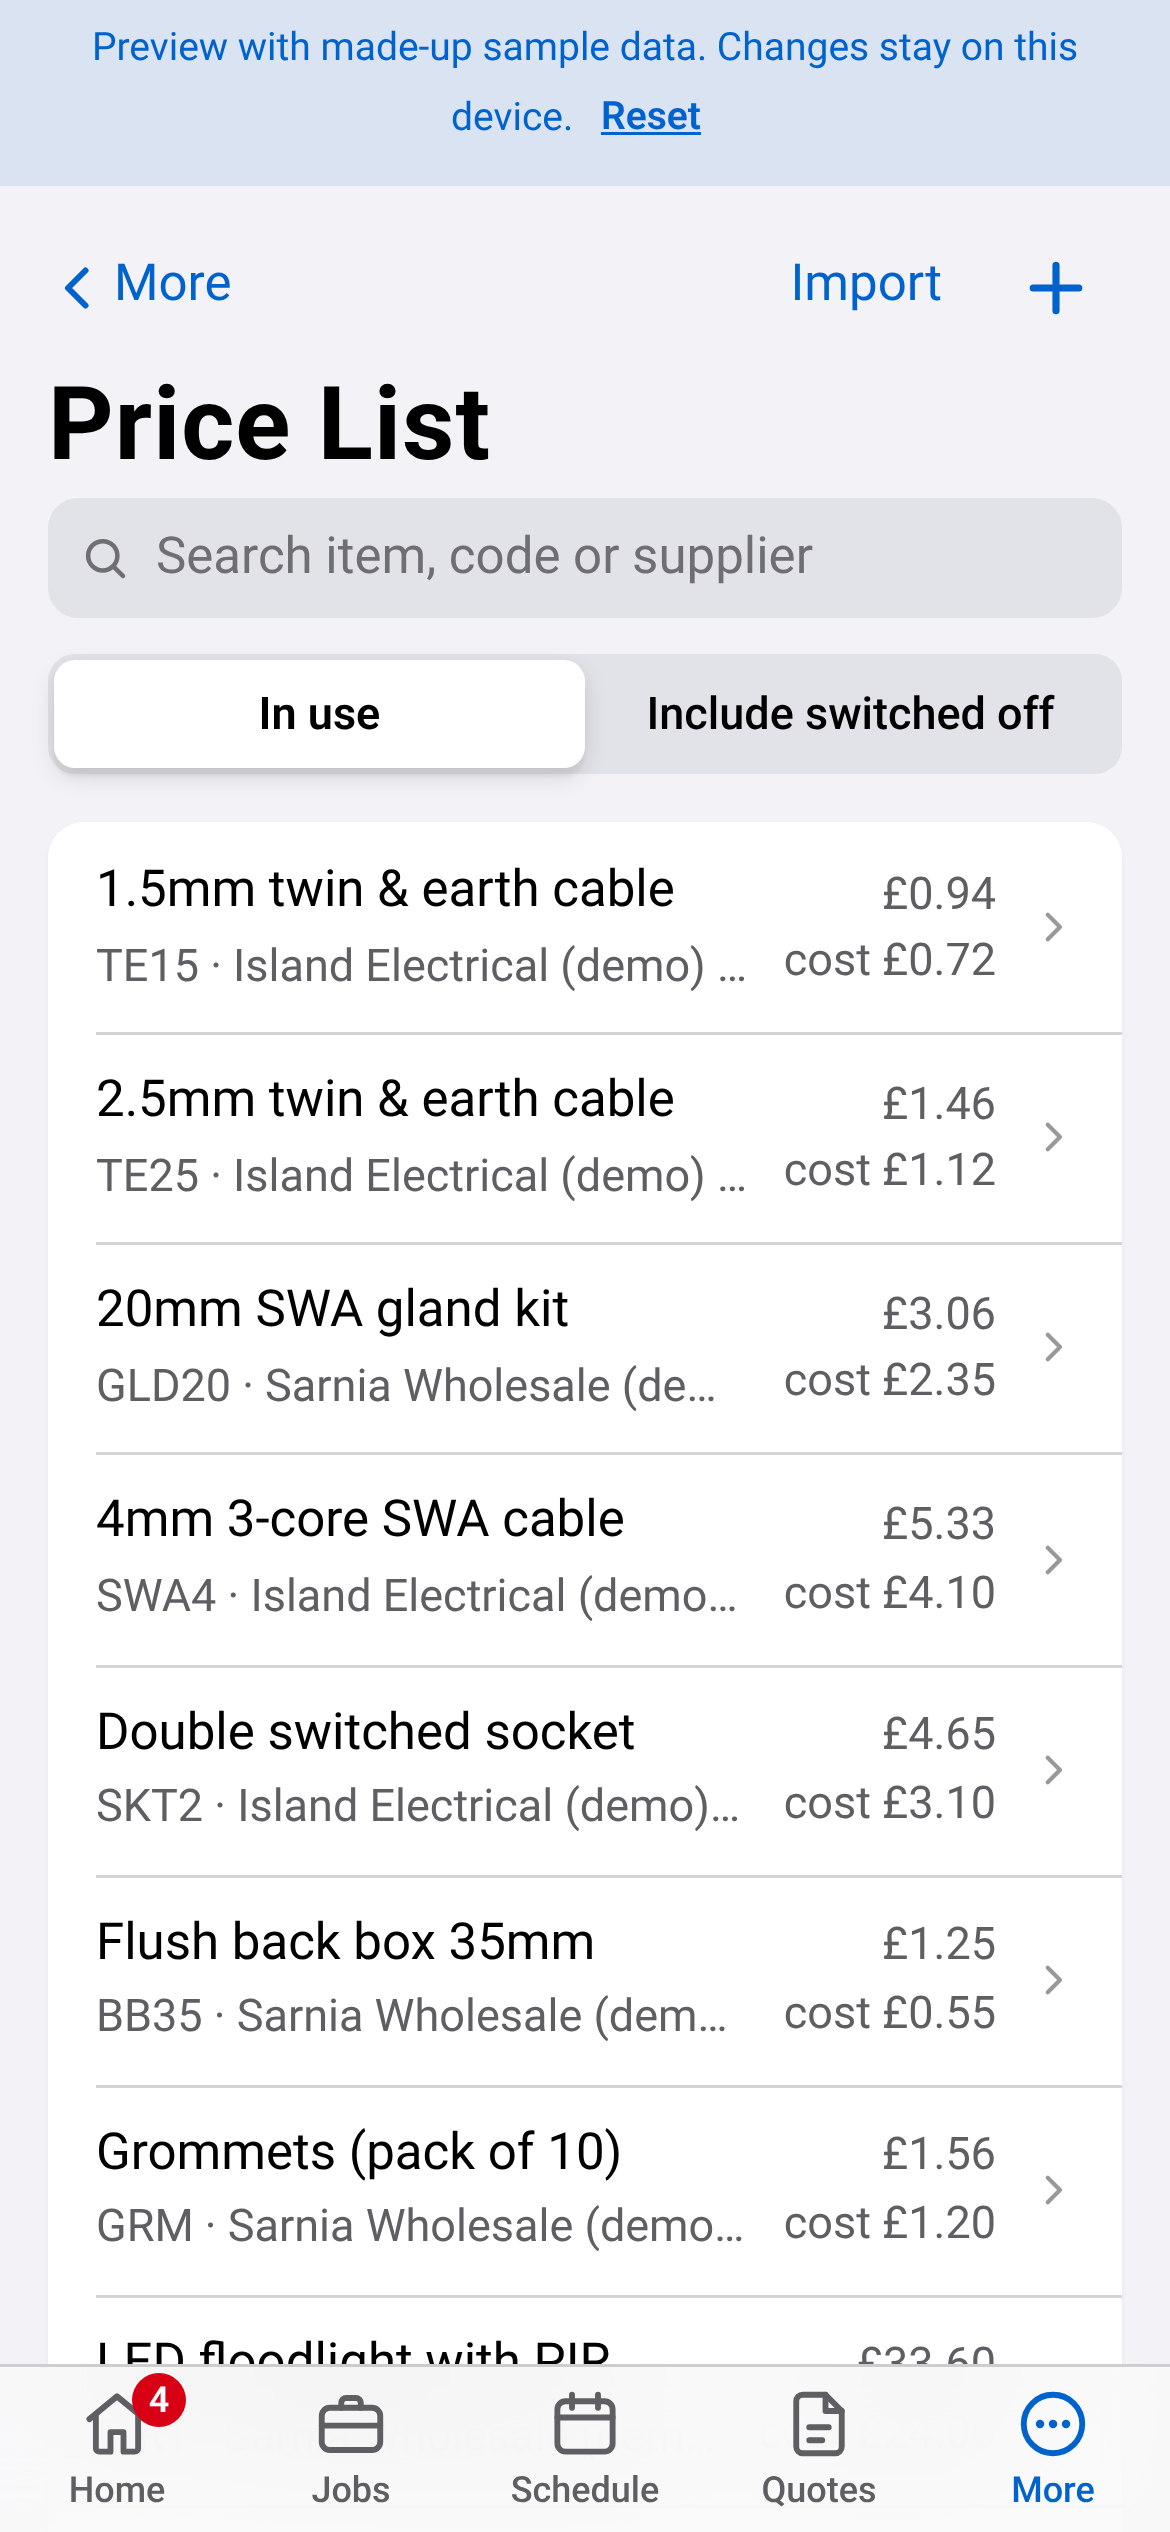 Preview with made-up sample data. Changes stay on this
device. Reset
More
Import
Price List
Search item, code or supplier
In use
Include switched off
1.5mm twin & earth cable
£0.94
TE15 · Island Electrical (demo) ...
cost £0.72
2.5mm twin & earth cable
£1.46
TE25 · Island Electrical (demo) ...
cost £1.12
20mm SWA gland kit
£3.06
GLD20 · Sarnia Wholesale (de...
cost £2.35
4mm 3-core SWA cable
£5.33
SWA4 · Island Electrical (demo...
cost £4.10
Double switched socket
£4.65
SKT2 · Island Electrical (demo)...
cost £3.10
Flush back box 35mm
£1.25
BB35 · Sarnia Wholesale (dem...
cost £0.55
Grommets (pack of 10)
£1.56
GRM · Sarnia Wholesale (demo...
cost £1.20
LED floodlight with PIR
£33.60
4
Home
Jobs
Schedule
Quotes
More